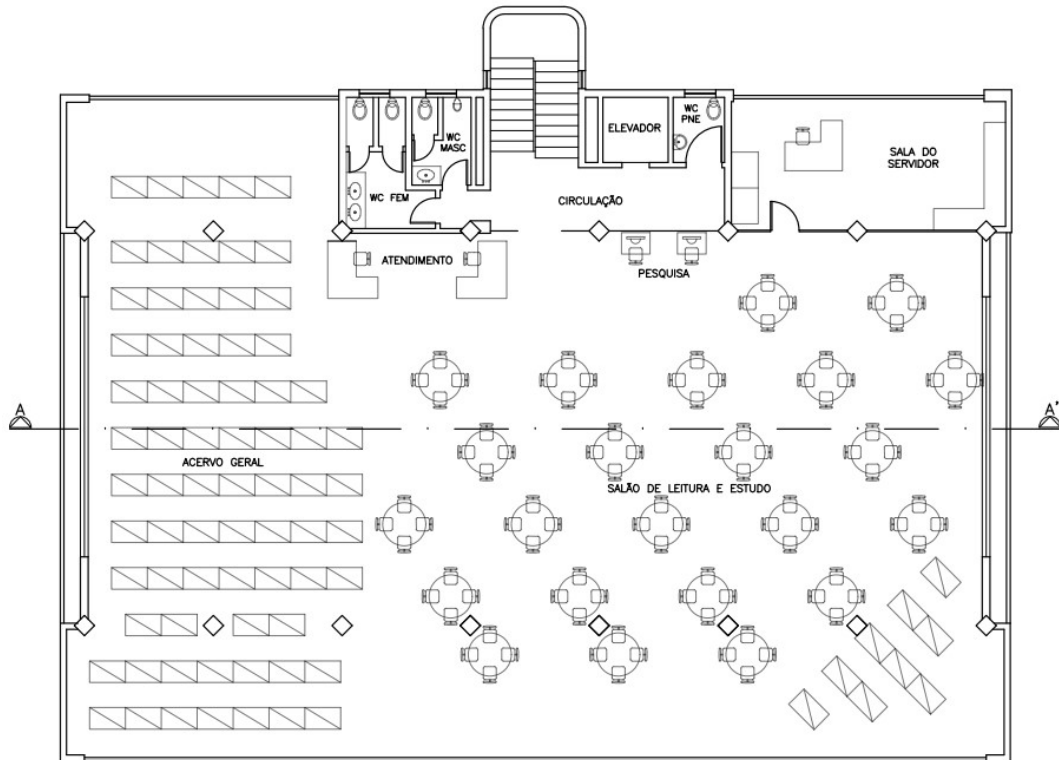 WC
PNE
ELEVADOR
WC
MASC
SALA DO
SERVIDOR
WC FEM
CIRCULAÇÃO
ATENDIMENTO
PESQUISA
A
A'
ACERVO GERAL
SALÃO DE LEITURA E ESTUDO